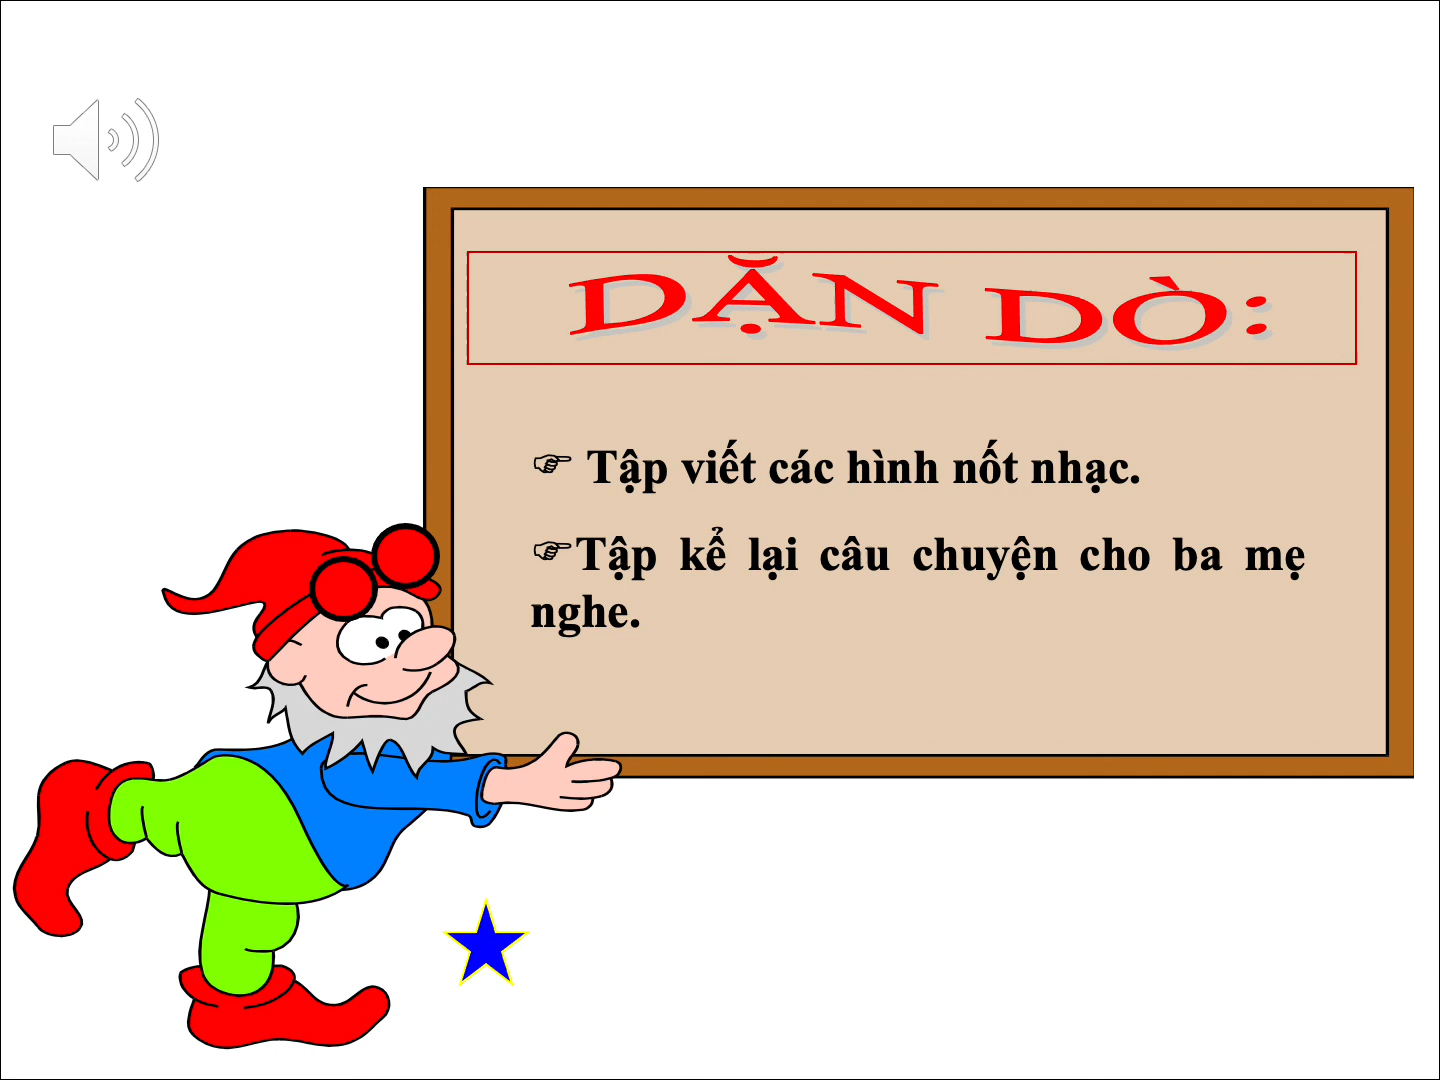 DẶN DÒ:
☞ Tập viết các hình nốt nhạc.
☞Tập kể lại câu chuyện cho ba mẹ
nghe.